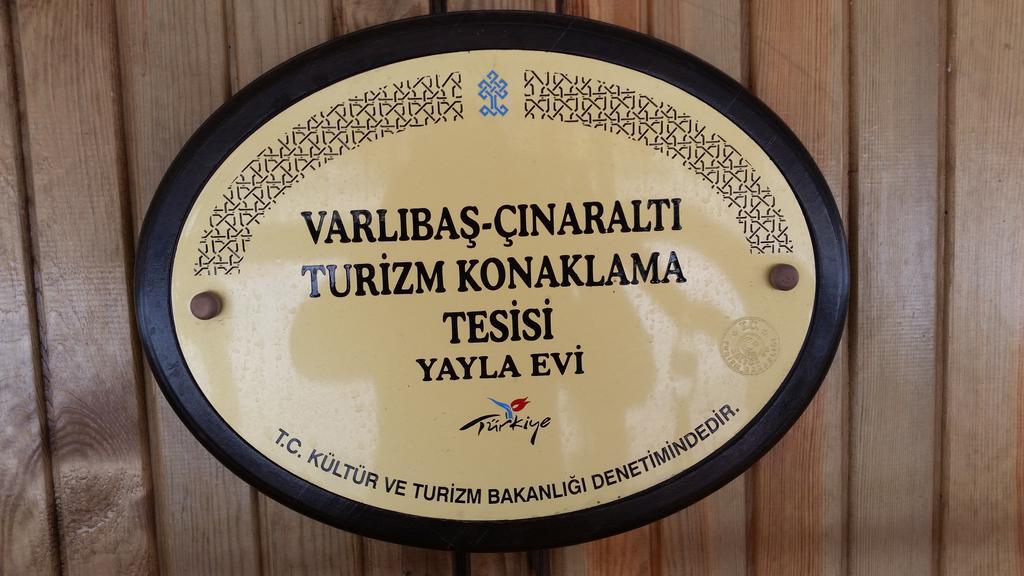 VARLIBAŞ-ÇINARALTI
TURİZM KONAKLAMA
TESİSİ
YAYLA EVİ
Türkiye
T.C. KÜLTÜR VE TURİZM BAKANLIĞI DENETİMİNDEDİR.